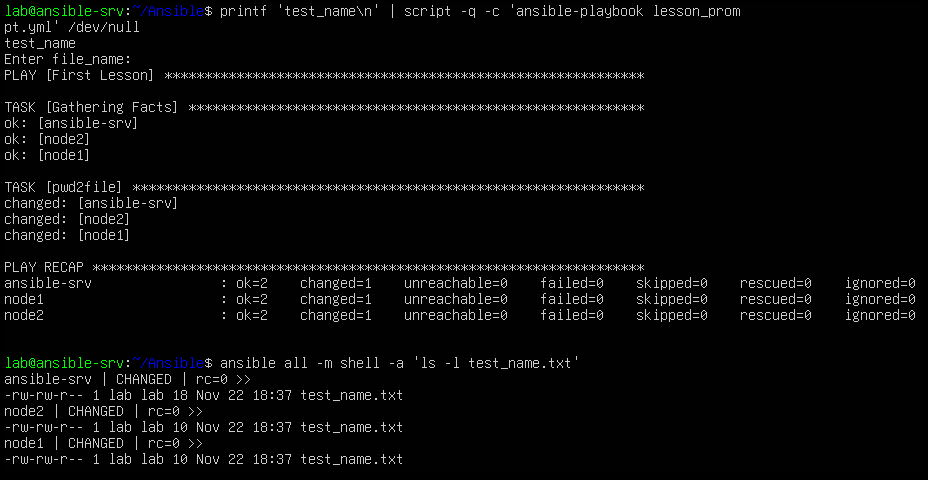 lab@ansible-srv:~/Ansible$ printf 'test_name\n' | script -q -c 'ansible-playbook lesson_prom
pt.yml' /dev/null
test_name
Enter file_name:
PLAY [First Lesson] ************************************************************
TASK [Gathering Facts] *********************************************************
ok: [ansible-srv]
ok: [node2]
ok: [node1]
TASK [pwd2file] ****************************************************************
changed: [ansible-srv]
changed: [node2]
changed: [node1]
PLAY RECAP *********************************************************************
ansible-srv                : ok=2    changed=1    unreachable=0    failed=0    skipped=0    rescued=0    ignored=0
node1                      : ok=2    changed=1    unreachable=0    failed=0    skipped=0    rescued=0    ignored=0
node2                      : ok=2    changed=1    unreachable=0    failed=0    skipped=0    rescued=0    ignored=0
lab@ansible-srv:~/Ansible$ ansible all -m shell -a 'ls -l test_name.txt'
ansible-srv | CHANGED | rc=0 >>
-rw-rw-r-- 1 lab lab 18 Nov 22 18:37 test_name.txt
node2 | CHANGED | rc=0 >>
-rw-rw-r-- 1 lab lab 10 Nov 22 18:37 test_name.txt
node1 | CHANGED | rc=0 >>
-rw-rw-r-- 1 lab lab 10 Nov 22 18:37 test_name.txt